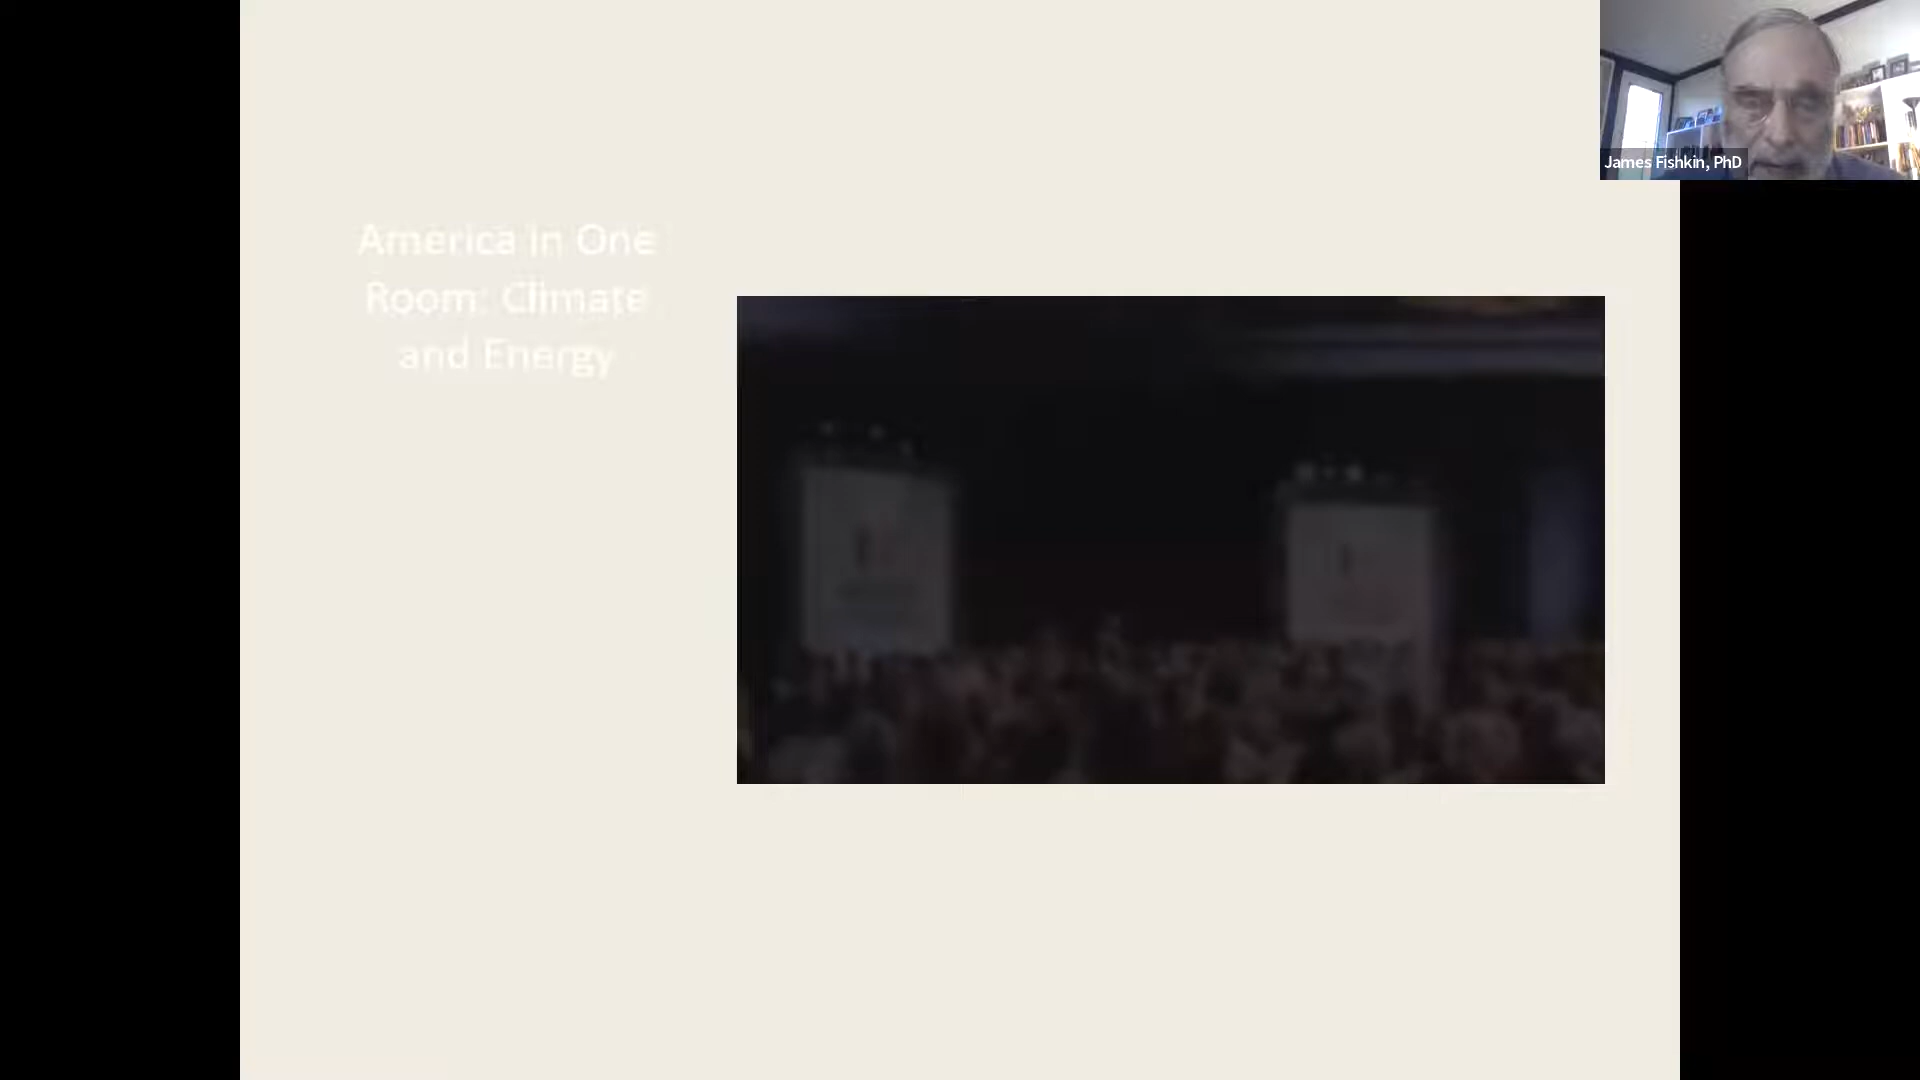 America in One
Room: Climate
and Energy
James Fishkin, PhD